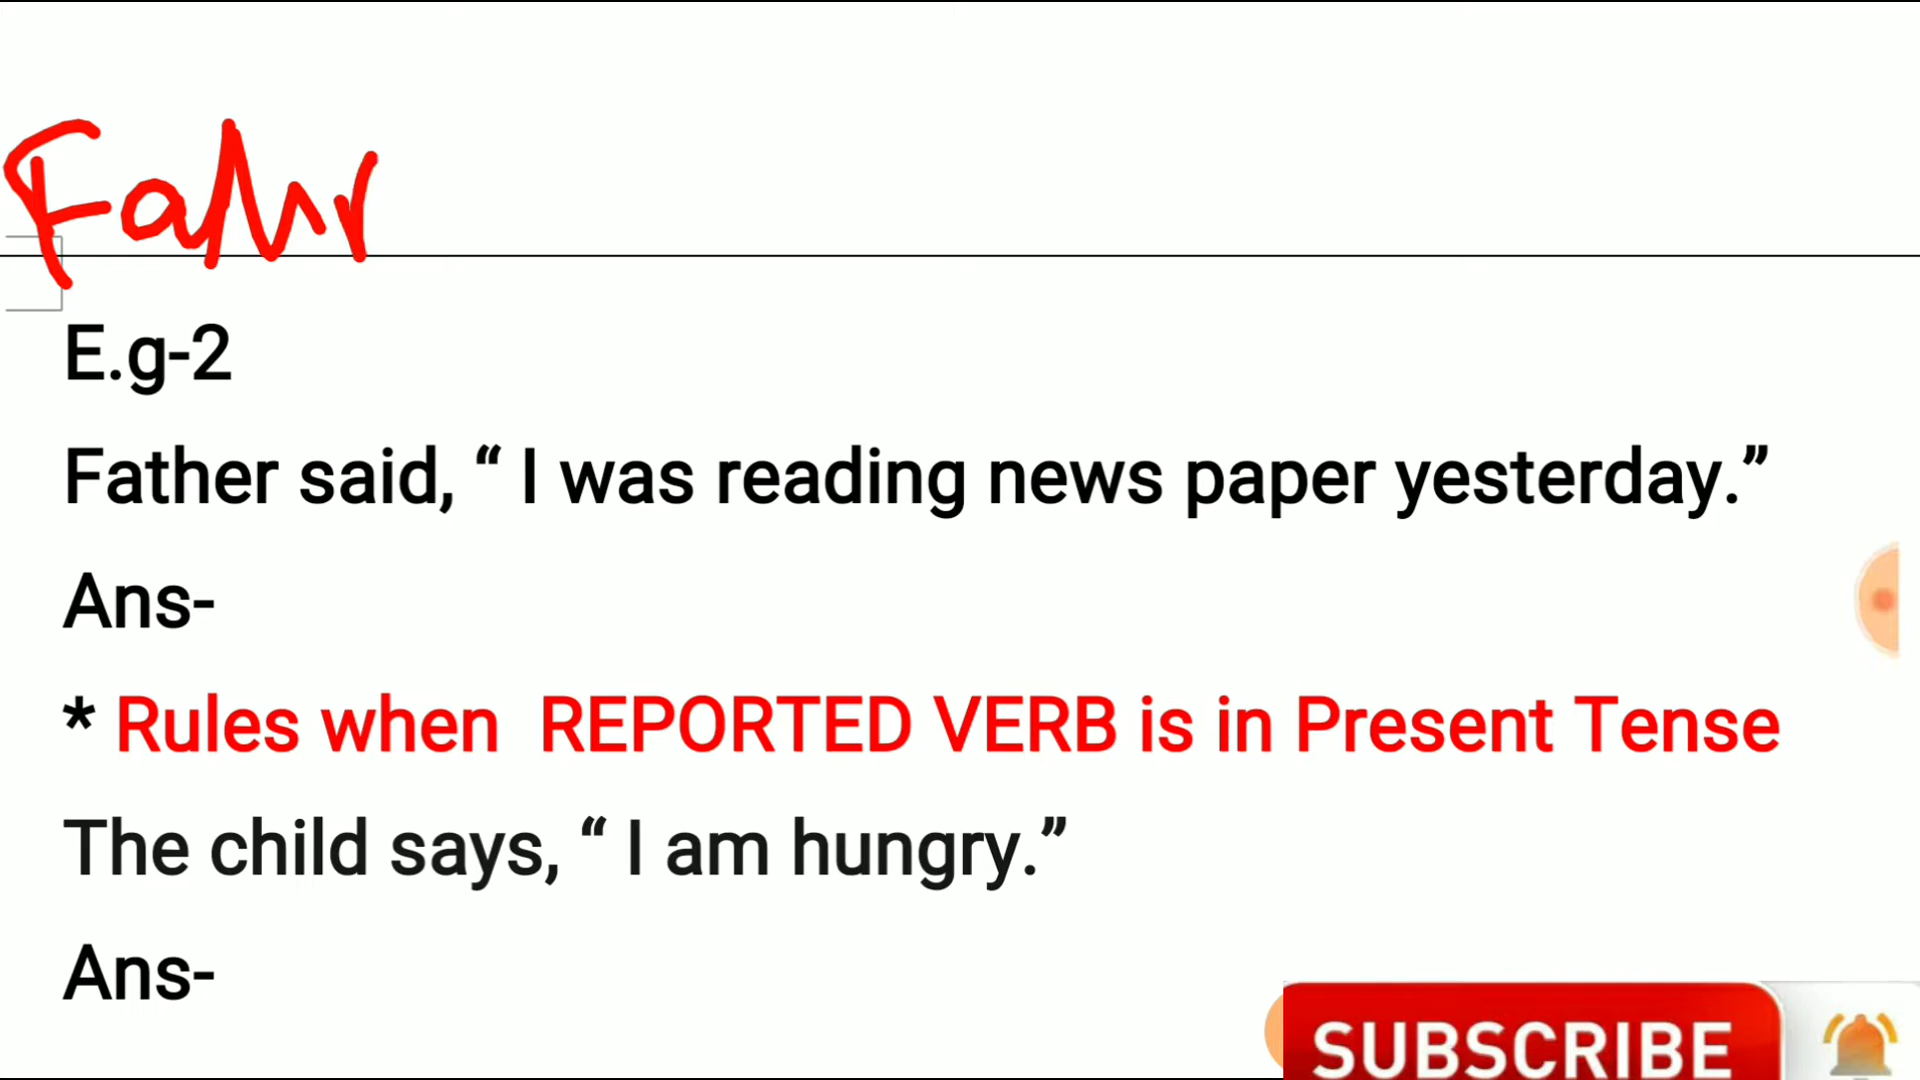 Father
E.g-2
Father said, “ I was reading news paper yesterday.”
Ans-
* Rules when REPORTED VERB is in Present Tense
The child says, “ I am hungry.”
Ans-
SUBSCRIBE